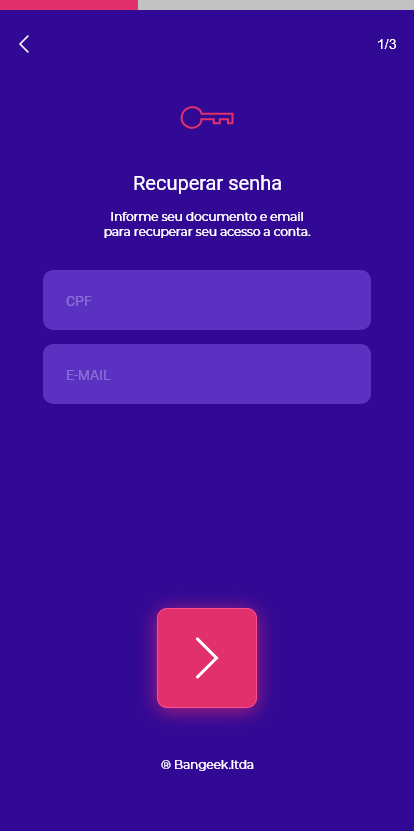 1/3
Recuperar senha
Informe seu documento e email
para recuperar seu acesso a conta.
CPF
E-MAIL
® Bangeek.ltda